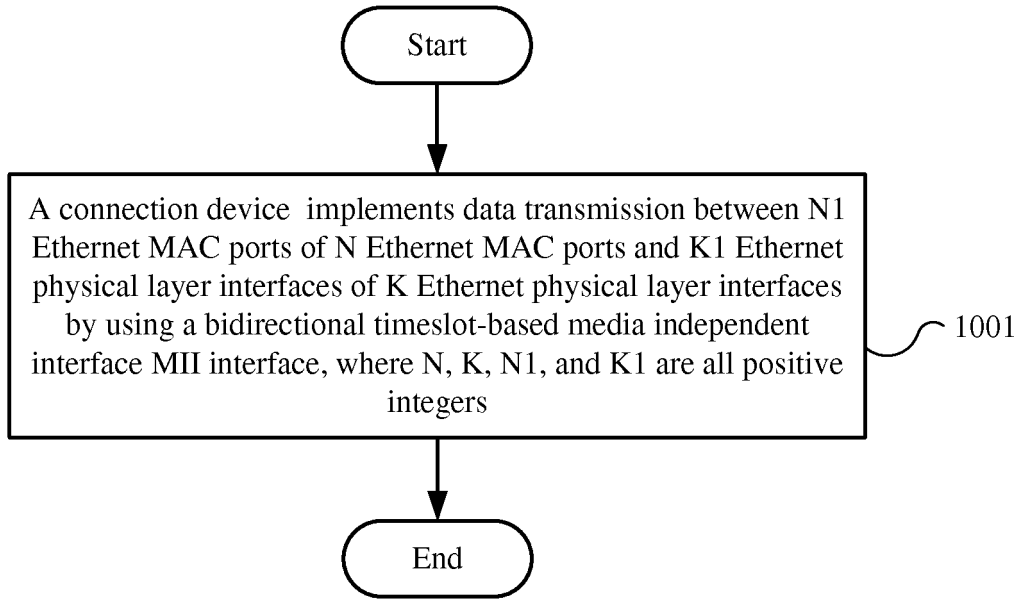 Start
A connection device implements data transmission between N1
Ethernet MAC ports of N Ethernet MAC ports and K1 Ethernet
physical layer interfaces of K Ethernet physical layer interfaces
by using a bidirectional timeslot-based media independent
interface MII interface, where N, K, N1, and K1 are all positive
integers
1001
End